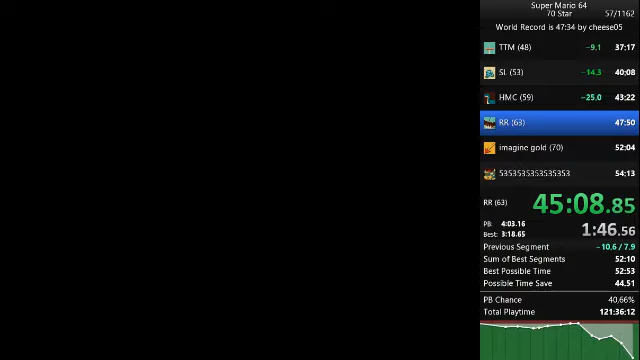 Super Mario 64
70 Star 57/1162
World Record is 47:34 by cheese05
TTM (48) -9.1 37:17
SL (53) -14.3 40:08
HMC (59) -25.0 43:22
RR (63) 47:50
imagine gold (70) 52:04
5353535353535353 54:13
RR (63) 45:08.85
PB: 4:03.16
Best: 3:18.65 1:46.56
Previous Segment -10.6 / 7.9
Sum of Best Segments 52:10
Best Possible Time 52:53
Possible Time Save 44.51
PB Chance 40.66%
Total Playtime 121:36:12